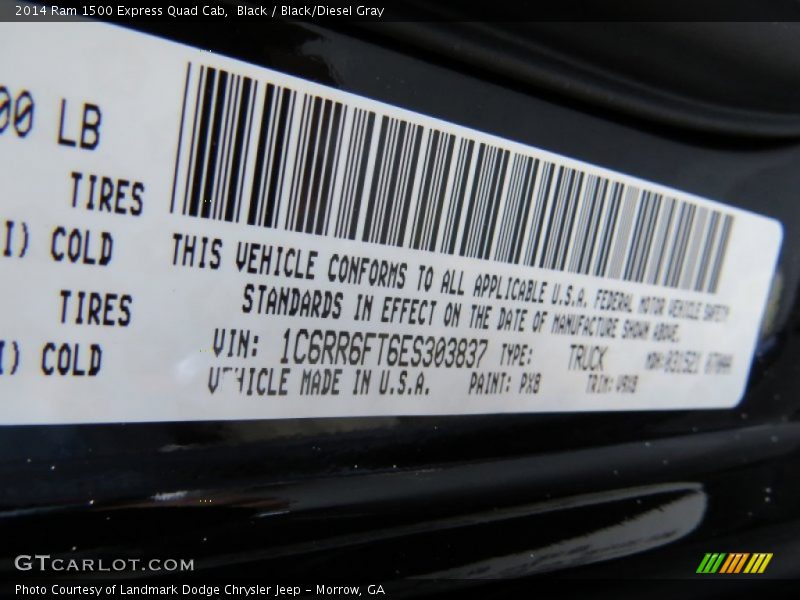 2014 Ram 1500 Express Quad Cab,  Black / Black/Diesel Gray
00 LB
TIRES
I) COLD
TIRES
I) COLD
THIS VEHICLE CONFORMS TO ALL APPLICABLE U.S.A. FEDERAL MOTOR VEHICLE SAFETY
STANDARDS IN EFFECT ON THE DATE OF MANUFACTURE SHOWN ABOVE.
VIN: 1C6RR6FT6ES303837 TYPE: TRUCK
VEHICLE MADE IN U.S.A. PAINT: PX8 TRIM:
GTCARLOT.COM
Photo Courtesy of Landmark Dodge Chrysler Jeep – Morrow, GA